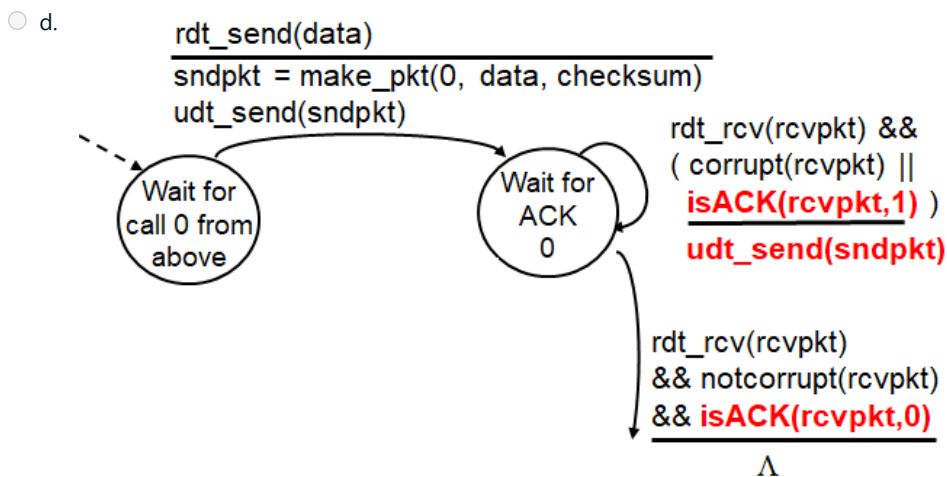 d.
rdt_send(data)
sndpkt = make_pkt(0, data, checksum)
udt_send(sndpkt)
Wait for
call 0 from
above
Wait for
ACK
0
rdt_rcv(rcvpkt) &&
( corrupt(rcvpkt) ||
isACK(rcvpkt,1) )
udt_send(sndpkt)
rdt_rcv(rcvpkt)
&& notcorrupt(rcvpkt)
&& isACK(rcvpkt,0)
Λ